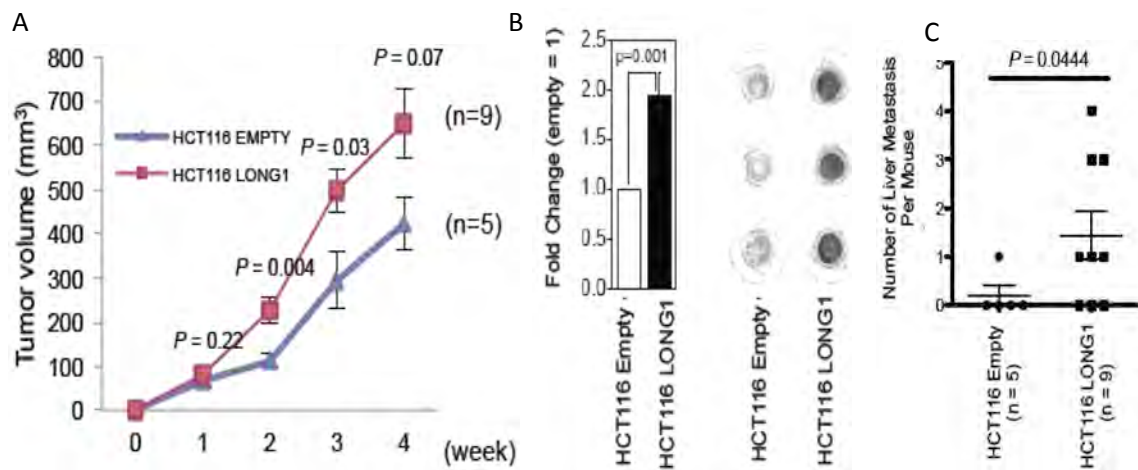 A
Tumor volume (mm³)
800
700
600
500
400
300
200
100
0
0 1 2 3 4 (week)
HCT116 EMPTY
HCT116 LONG1
P = 0.22
P = 0.004
P = 0.03
P = 0.07
(n=9)
(n=5)
B
Fold Change (empty = 1)
2.5
2.0
1.5
1.0
0.5
0.0
p=0.001
HCT116 Empty
HCT116 LONG1
HCT116 Empty
HCT116 LONG1
C
Number of Liver Metastasis
Per Mouse
5
4
3
2
1
0
P = 0.0444
HCT116 Empty
(n = 5)
HCT116 LONG1
(n = 9)